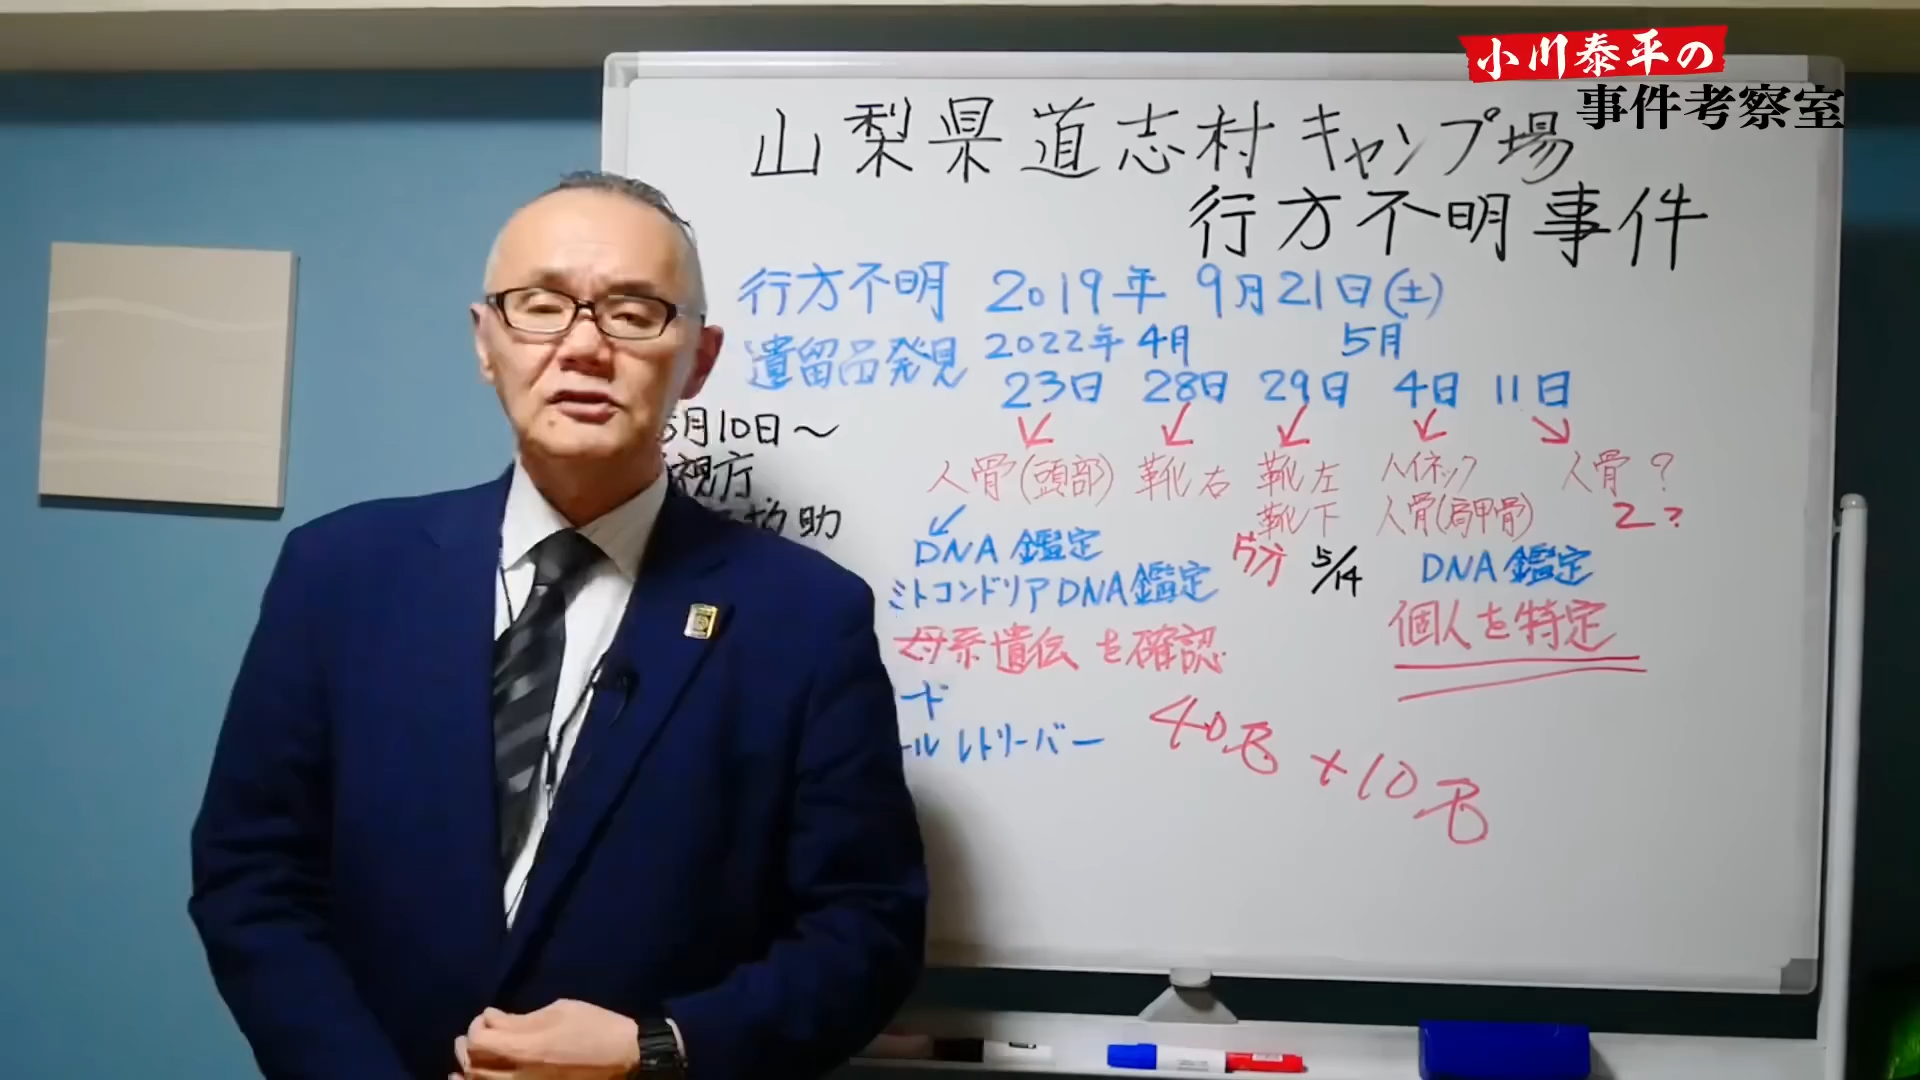 小川泰平の
事件考察室
山梨県道志村キャンプ場
行方不明事件
行方不明 2019年 9月21日(土)
遺留品発見 2022年 4月 5月
23日 28日 29日 4日 11日
月10日〜
視庁
協助
人骨(頭部) 靴右 靴左 ハイネック 人骨?
靴下 人骨(肩甲骨) 2?
DNA鑑定 5/14 DNA鑑定
ミトコンドリアDNA鑑定 個人を特定
母系遺伝を確認
ード
ール レトリーバー
40名+10名